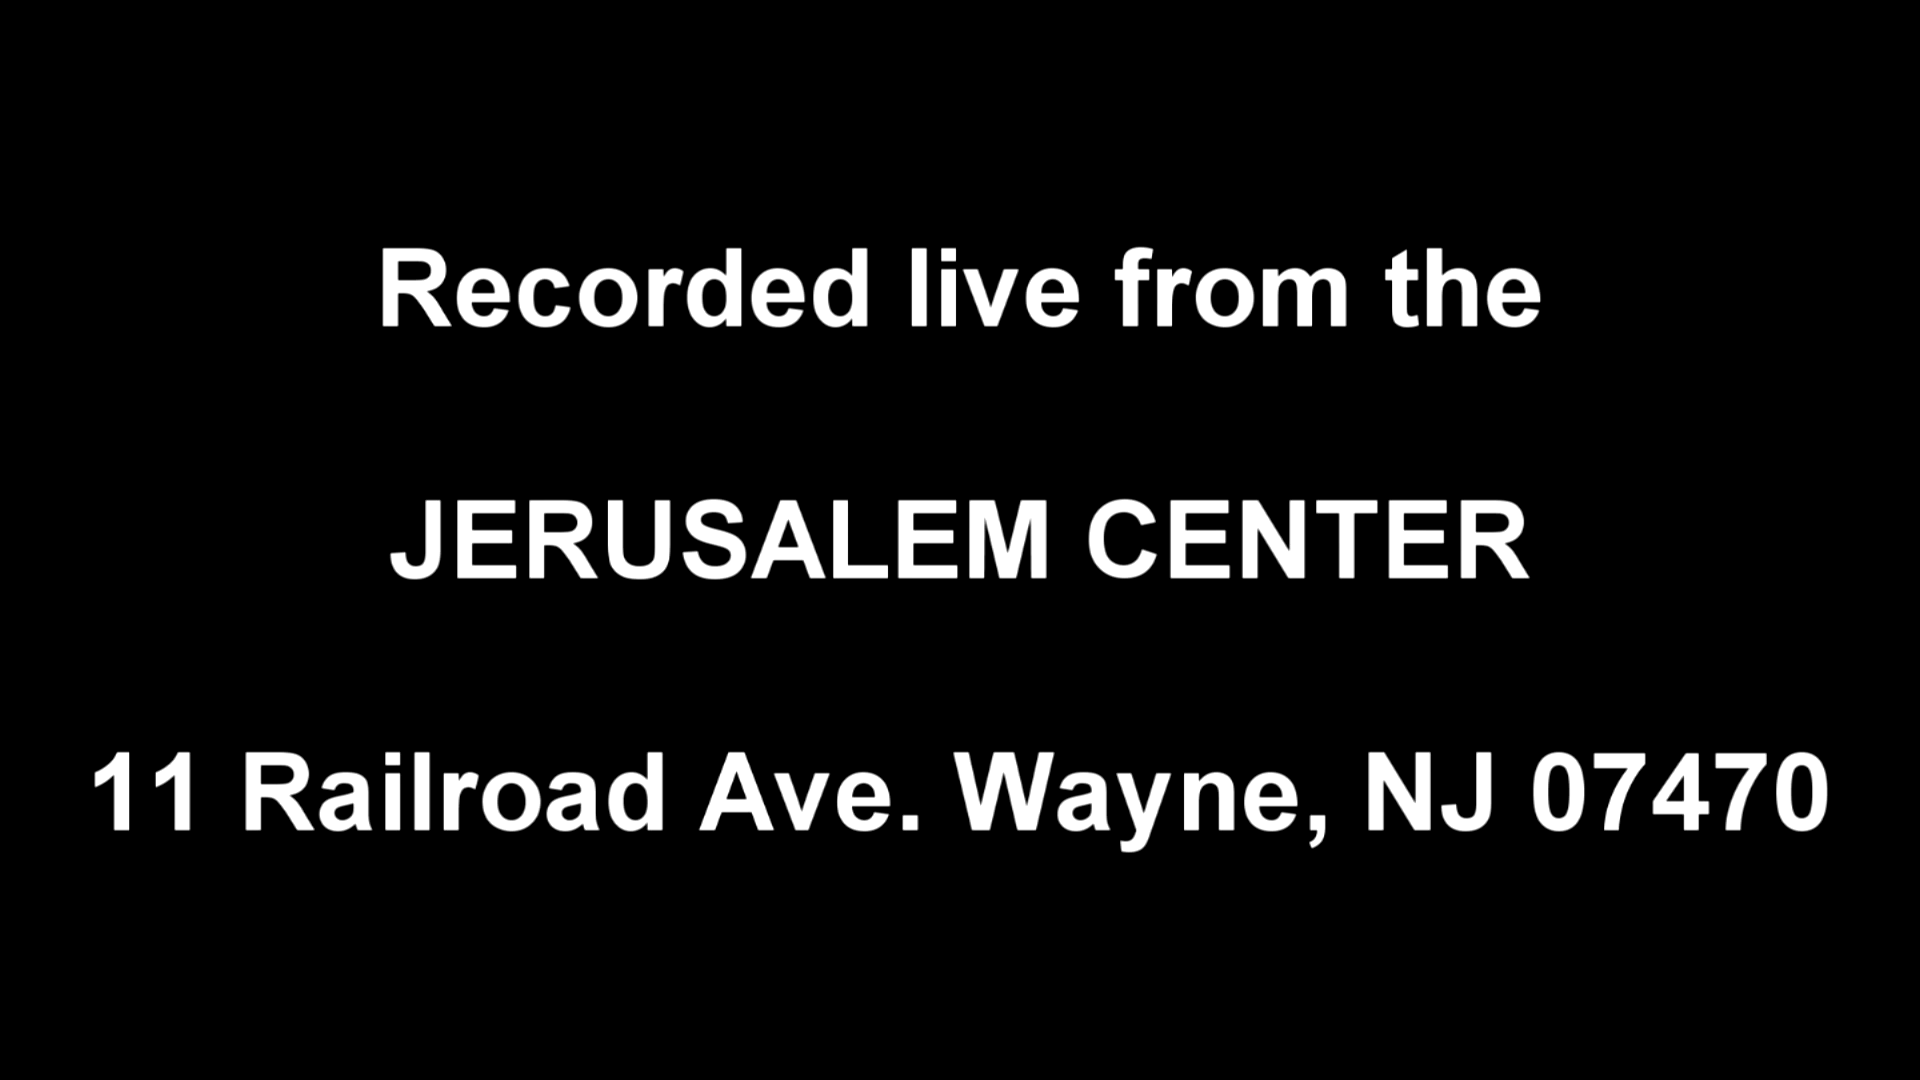 Recorded live from the
JERUSALEM CENTER
11 Railroad Ave. Wayne, NJ 07470